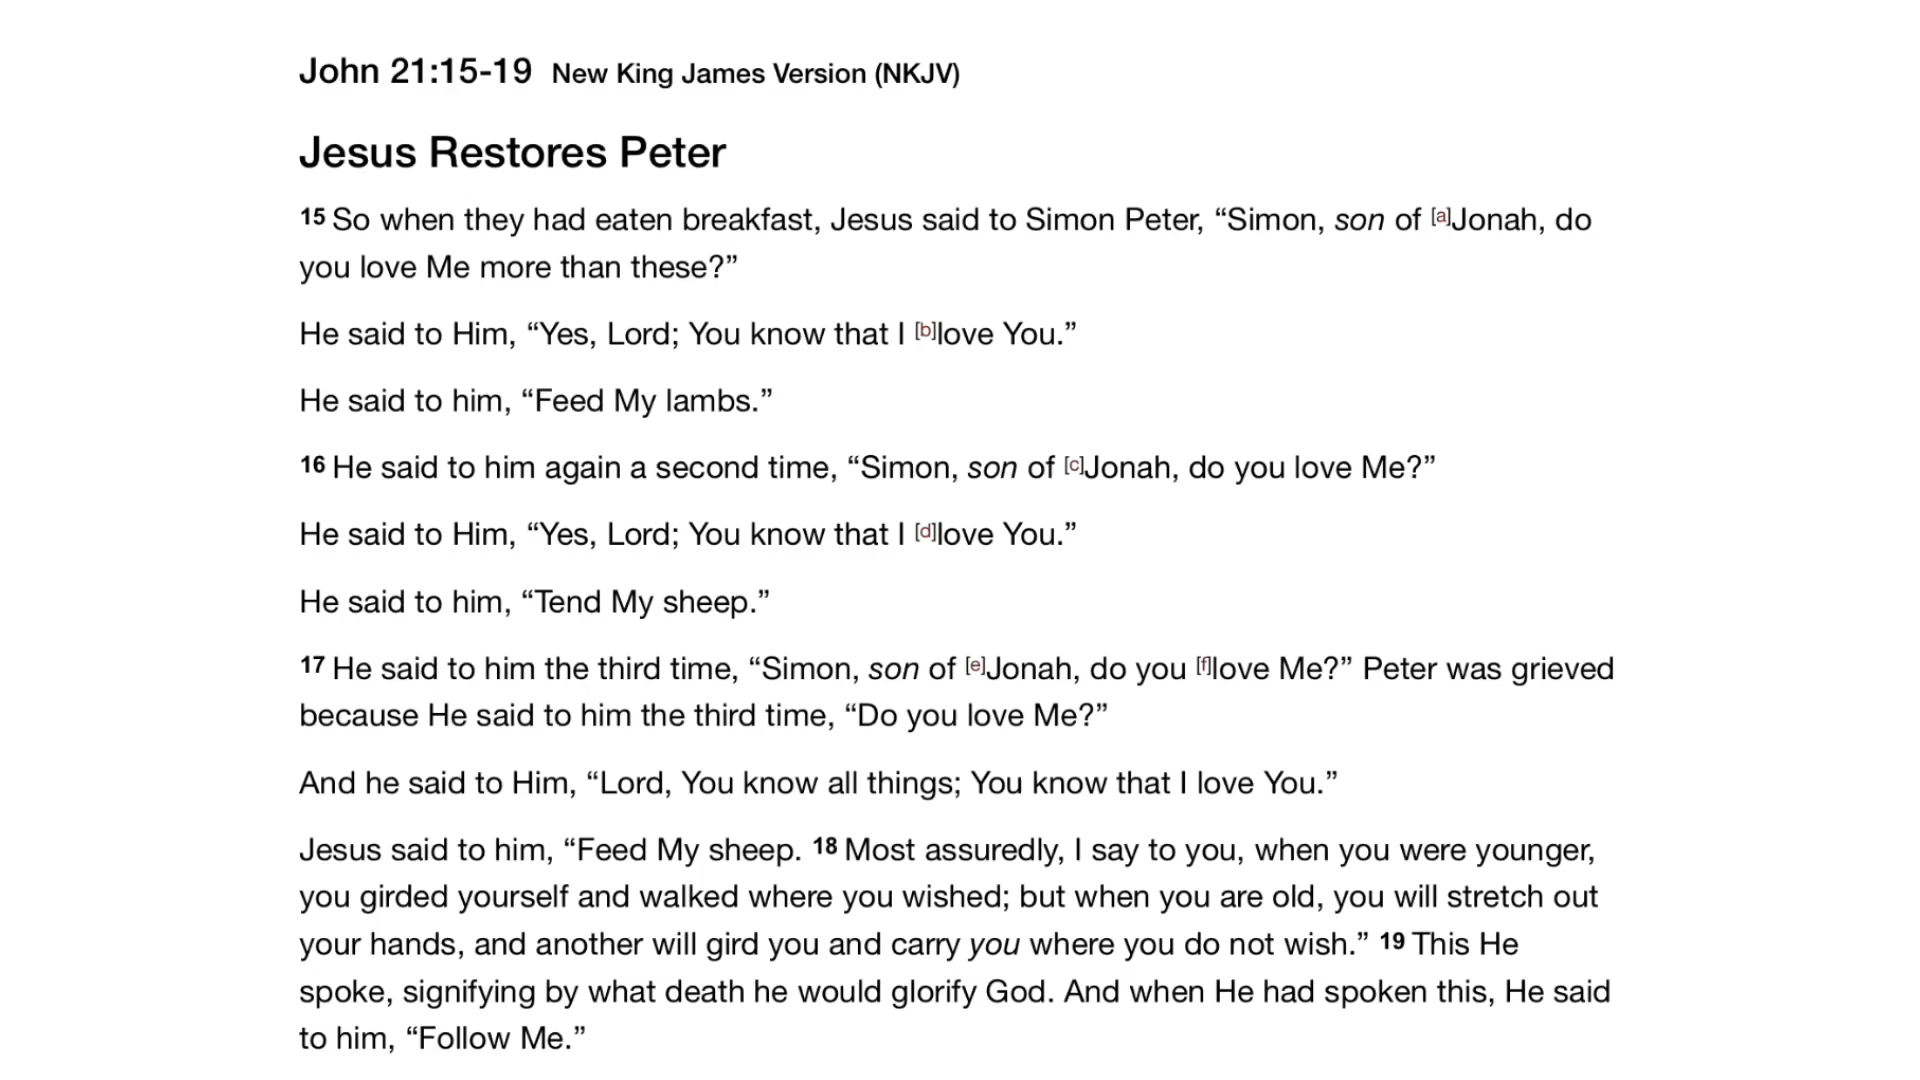 John 21:15-19 New King James Version (NKJV)
Jesus Restores Peter
15 So when they had eaten breakfast, Jesus said to Simon Peter, “Simon, son of [a]Jonah, do
you love Me more than these?”
He said to Him, “Yes, Lord; You know that I [b]love You.”
He said to him, “Feed My lambs.”
16 He said to him again a second time, “Simon, son of [c]Jonah, do you love Me?”
He said to Him, “Yes, Lord; You know that I [d]love You.”
He said to him, “Tend My sheep.”
17 He said to him the third time, “Simon, son of [e]Jonah, do you [f]love Me?” Peter was grieved
because He said to him the third time, “Do you love Me?”
And he said to Him, “Lord, You know all things; You know that I love You.”
Jesus said to him, “Feed My sheep. 18 Most assuredly, I say to you, when you were younger,
you girded yourself and walked where you wished; but when you are old, you will stretch out
your hands, and another will gird you and carry you where you do not wish.” 19 This He
spoke, signifying by what death he would glorify God. And when He had spoken this, He said
to him, “Follow Me.”